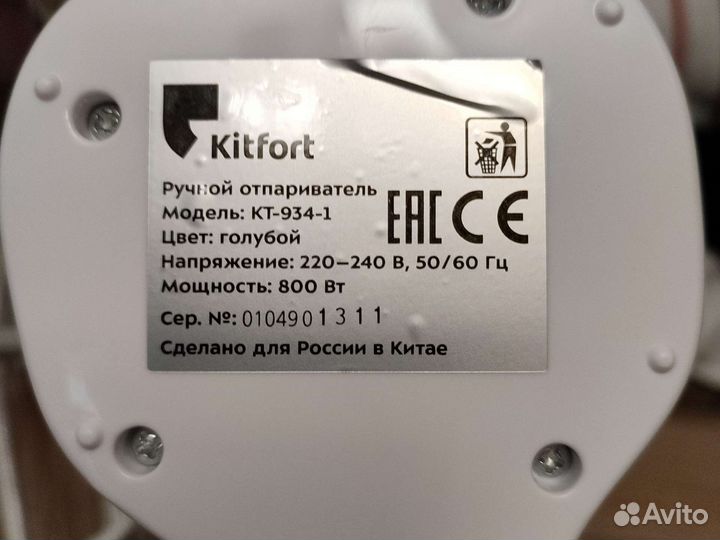 Kitfort
Ручной отпариватель
Модель: КТ-934-1
Цвет: голубой
EAC CE
Напряжение: 220–240 В, 50/60 Гц
Мощность: 800 Вт
Сер. №: 0104901311
Сделано для России в Китае
Avito